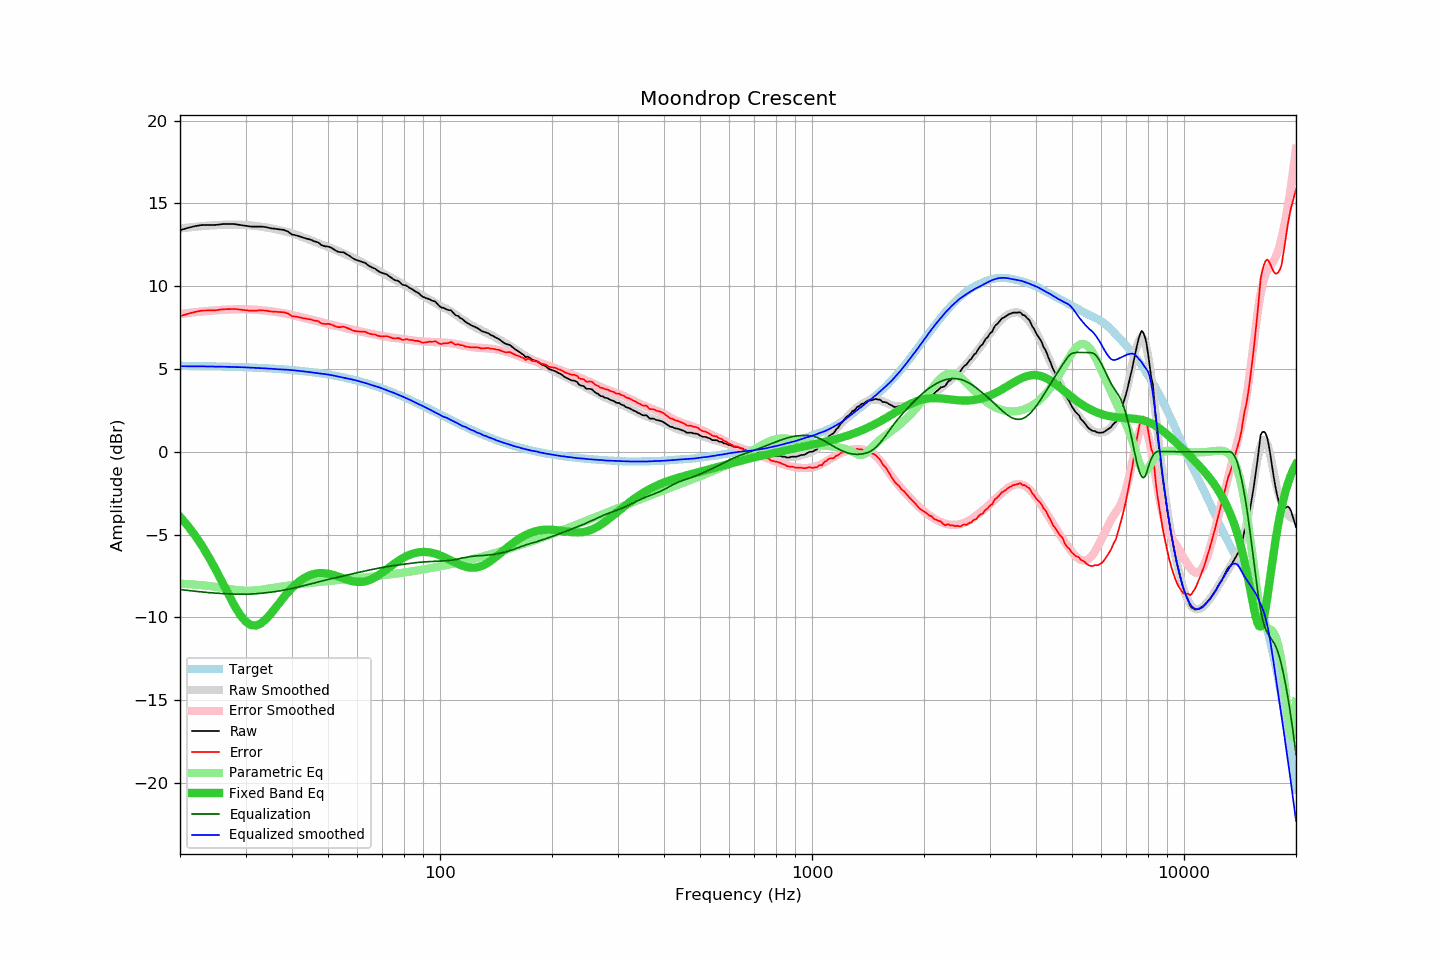 Moondrop Crescent
20
15
10
5
0
−5
−10
−15
−20
Amplitude (dBr)
Target
Raw Smoothed
Error Smoothed
Raw
Error
Parametric Eq
Fixed Band Eq
Equalization
Equalized smoothed
100 1000 10000
Frequency (Hz)